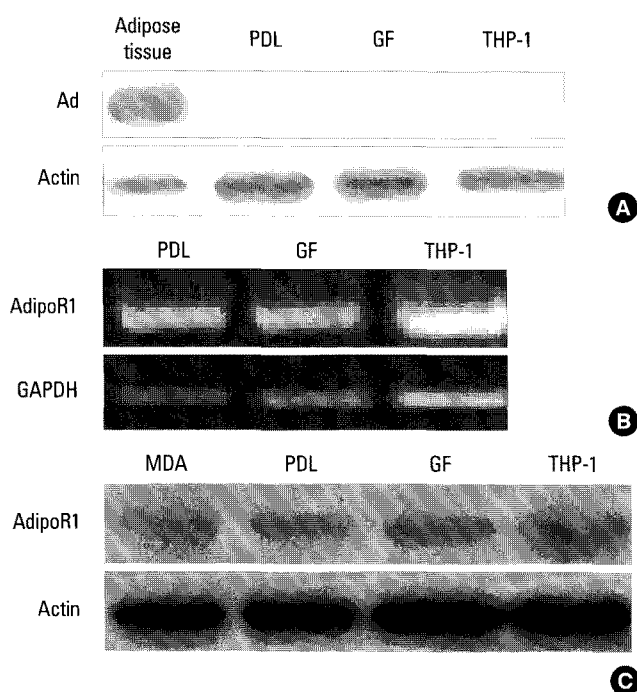 Adipose
tissue PDL GF THP-1
Ad
Actin
A
PDL GF THP-1
AdipoR1
GAPDH
B
MDA PDL GF THP-1
AdipoR1
Actin
C